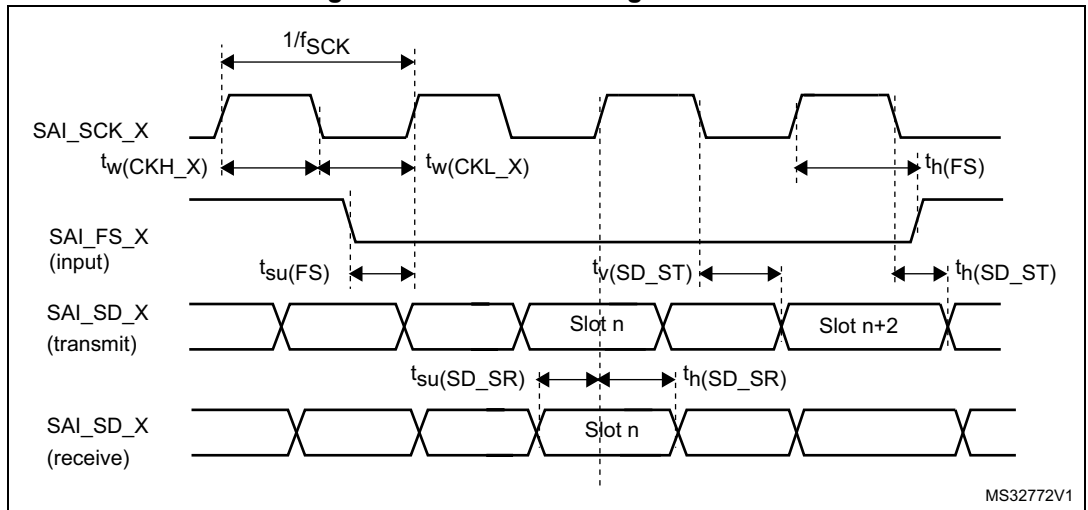 1/fSCK
SAI_SCK_X
tw(CKH_X)
tw(CKL_X)
th(FS)
SAI_FS_X
(input)
tsu(FS)
tv(SD_ST)
th(SD_ST)
SAI_SD_X
(transmit)
Slot n
Slot n+2
tsu(SD_SR)
th(SD_SR)
SAI_SD_X
(receive)
Slot n
MS32772V1